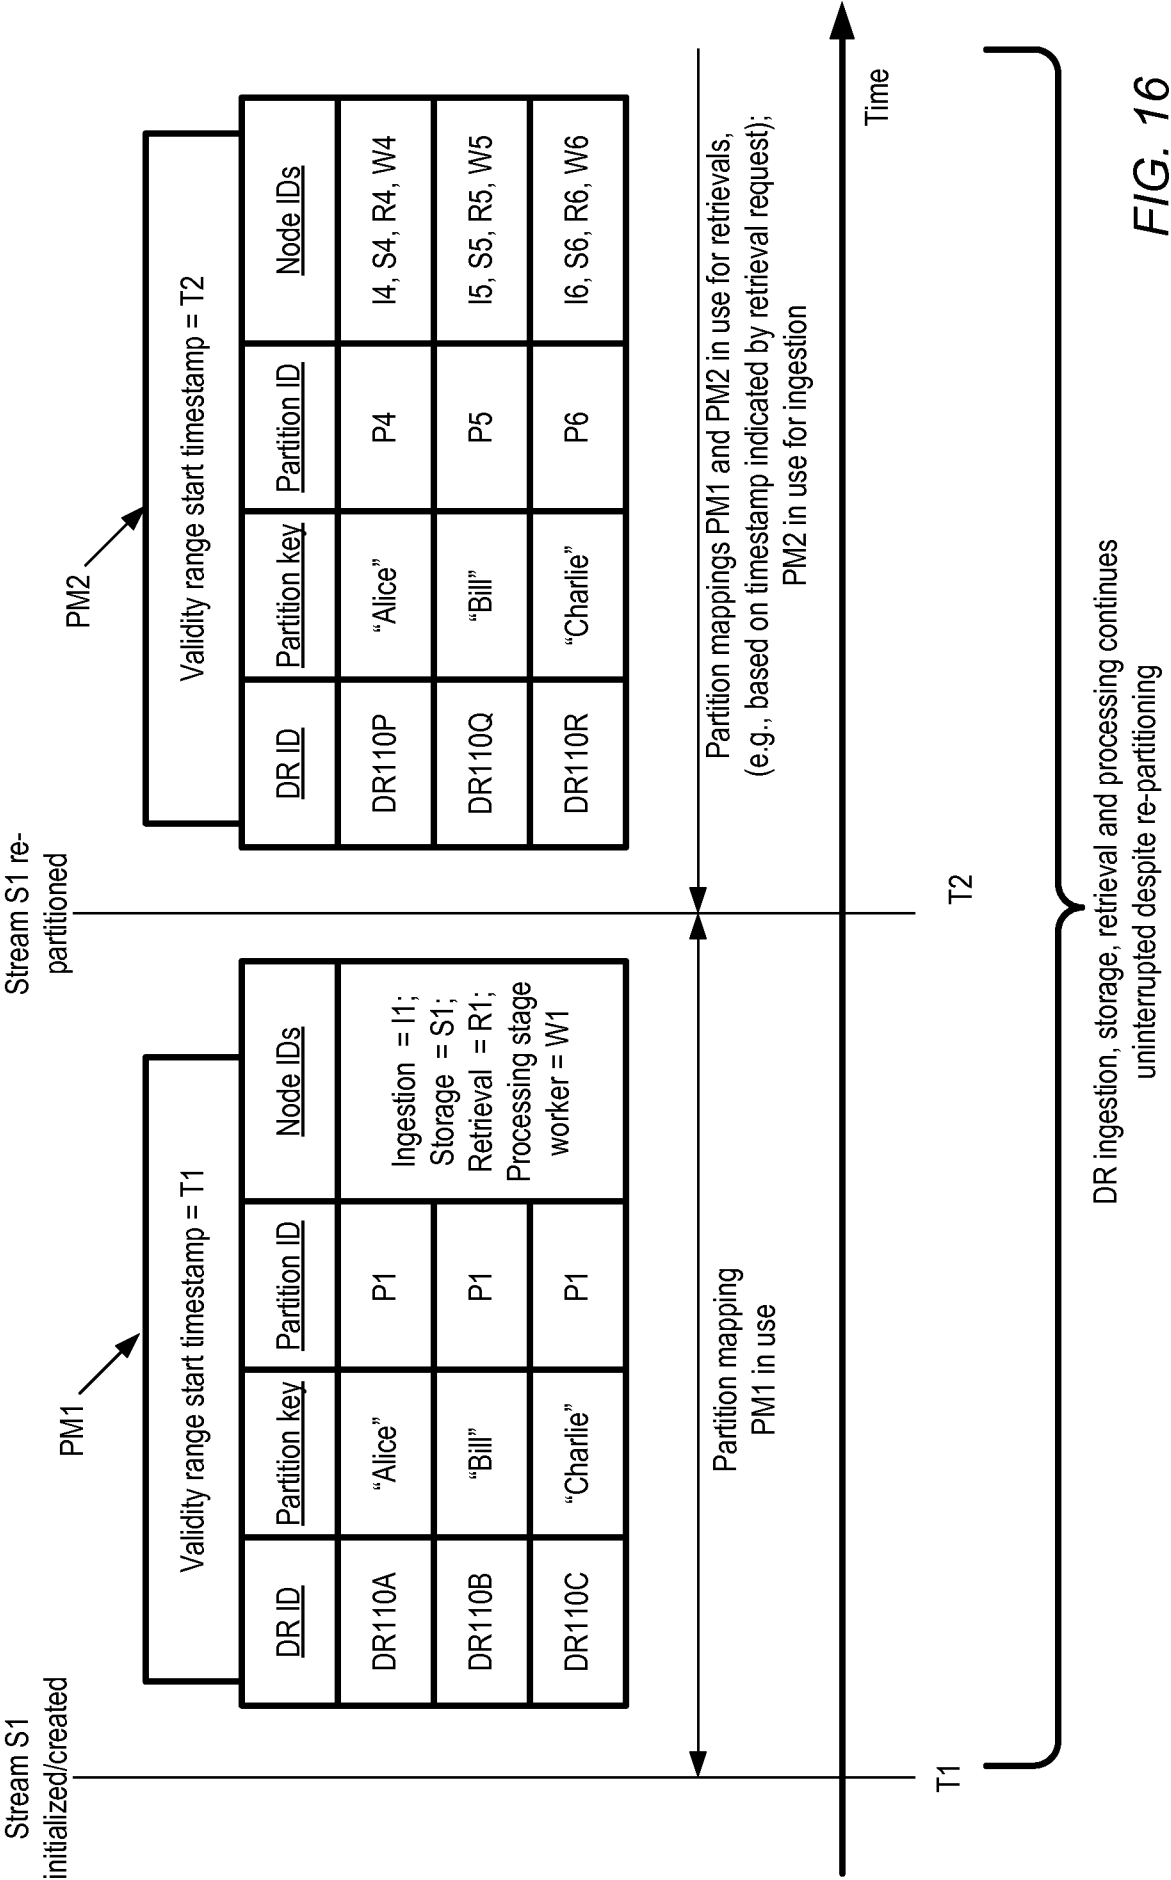 Stream S1
initialized/created
Stream S1 re-
partitioned
PM1
Validity range start timestamp = T1
DR ID
Partition key
Partition ID
Node IDs
DR110A
“Alice”
P1
DR110B
“Bill”
P1
DR110C
“Charlie”
P1
Ingestion = I1;
Storage = S1;
Retrieval = R1;
Processing stage
worker = W1
PM2
Validity range start timestamp = T2
DR ID
Partition key
Partition ID
Node IDs
DR110P
“Alice”
P4
I4, S4, R4, W4
DR110Q
“Bill”
P5
I5, S5, R5, W5
DR110R
“Charlie”
P6
I6, S6, R6, W6
Partition mapping
PM1 in use
Partition mappings PM1 and PM2 in use for retrievals,
(e.g., based on timestamp indicated by retrieval request);
PM2 in use for ingestion
Time
T1
T2
DR ingestion, storage, retrieval and processing continues
uninterrupted despite re-partitioning
FIG. 16